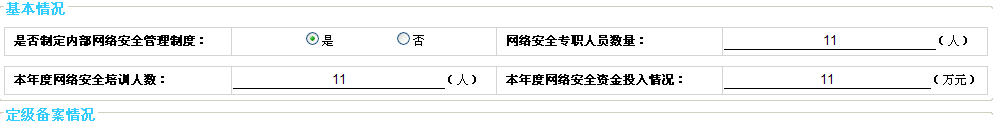 基本情况
是否制定内部网络安全管理制度： 是 否 网络安全专职人员数量： 11 （人）
本年度网络安全培训人数： 11 （人） 本年度网络安全资金投入情况： 11 （万元）
定级备案情况